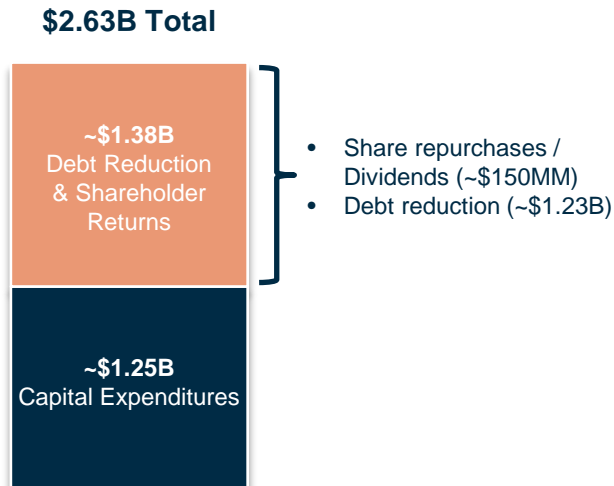 $2.63B Total
~$1.38B
Debt Reduction
& Shareholder
Returns
• Share repurchases /
Dividends (~$150MM)
• Debt reduction (~$1.23B)
~$1.25B
Capital Expenditures